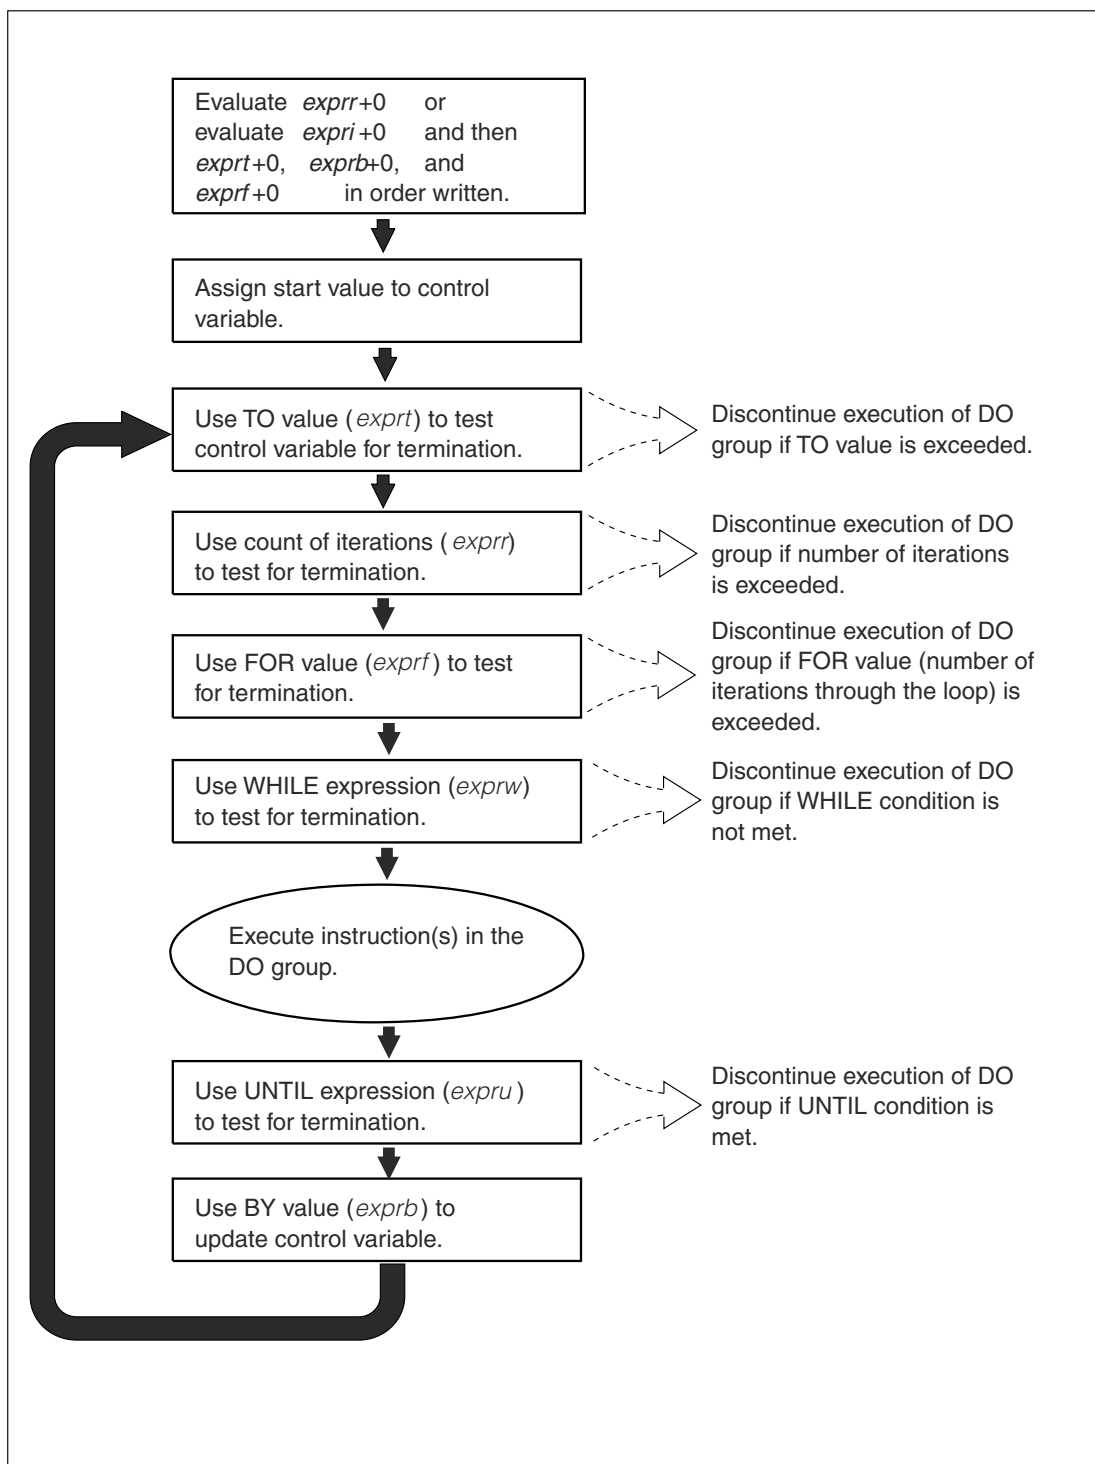 Evaluate exprr+0 or
evaluate expri+0 and then
exprt+0, exprb+0, and
exprf+0 in order written.
Assign start value to control
variable.
Use TO value (exprt) to test
control variable for termination.
Discontinue execution of DO
group if TO value is exceeded.
Use count of iterations (exprr)
to test for termination.
Discontinue execution of DO
group if number of iterations
is exceeded.
Use FOR value (exprf) to test
for termination.
Discontinue execution of DO
group if FOR value (number of
iterations through the loop) is
exceeded.
Use WHILE expression (exprw)
to test for termination.
Discontinue execution of DO
group if WHILE condition is
not met.
Execute instruction(s) in the
DO group.
Use UNTIL expression (expru)
to test for termination.
Discontinue execution of DO
group if UNTIL condition is
met.
Use BY value (exprb) to
update control variable.